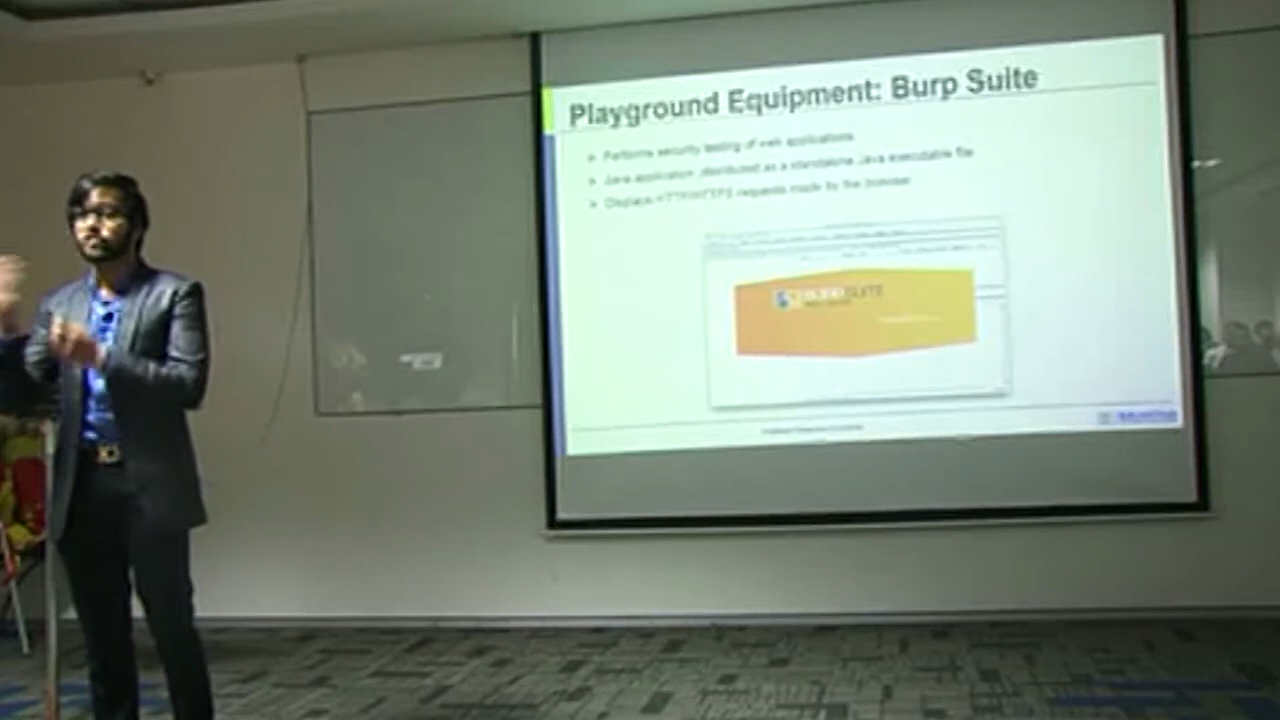 Playground Equipment: Burp Suite
Performs security testing of web applications
Java application, distributed as a standalone Java executable file
Displays HTTP/HTTPS requests made by the browser
BURPSUITE